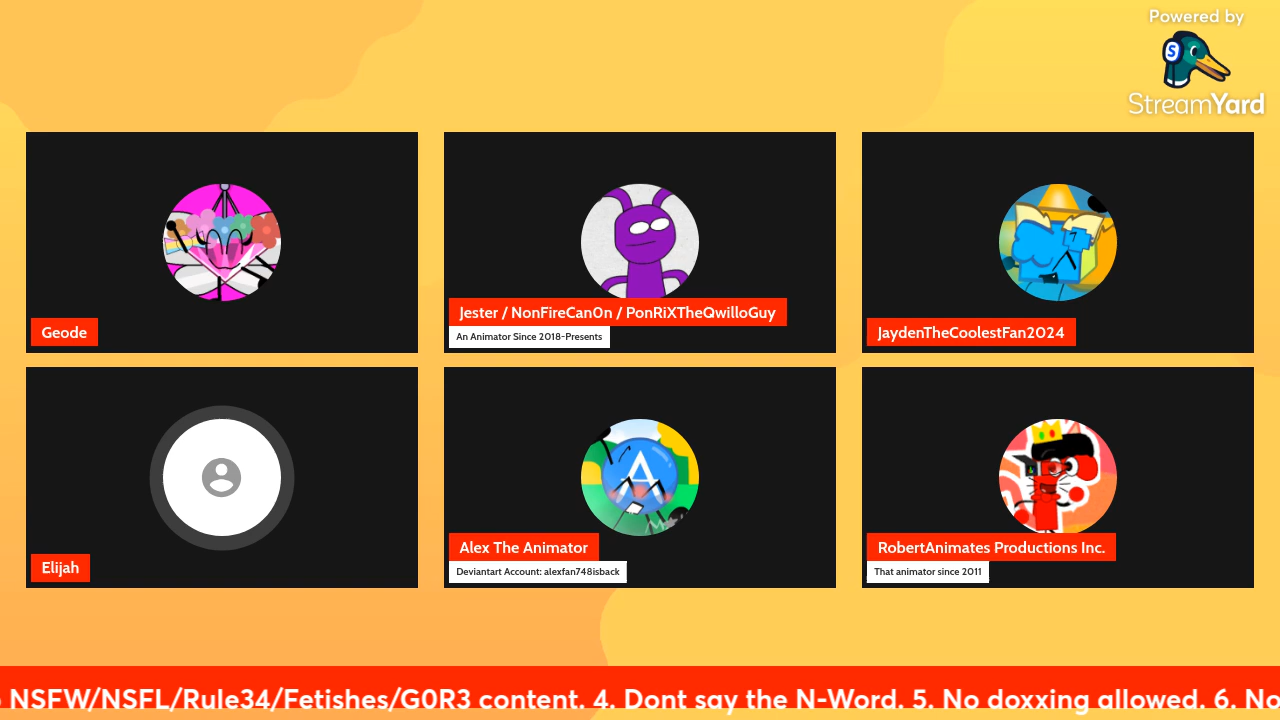 Powered by
StreamYard
Geode
Jester / NonFireCan0n / PonRiXTheQwilloGuy
An Animator Since 2018-Presents
JaydenTheCoolestFan2024
Elijah
Alex The Animator
Deviantart Account: alexfan748isback
RobertAnimates Productions Inc.
That animator since 2011
NSFW/NSFL/Rule34/Fetishes/G0R3 content. 4. Dont say the N-Word. 5. No doxxing allowed. 6. No